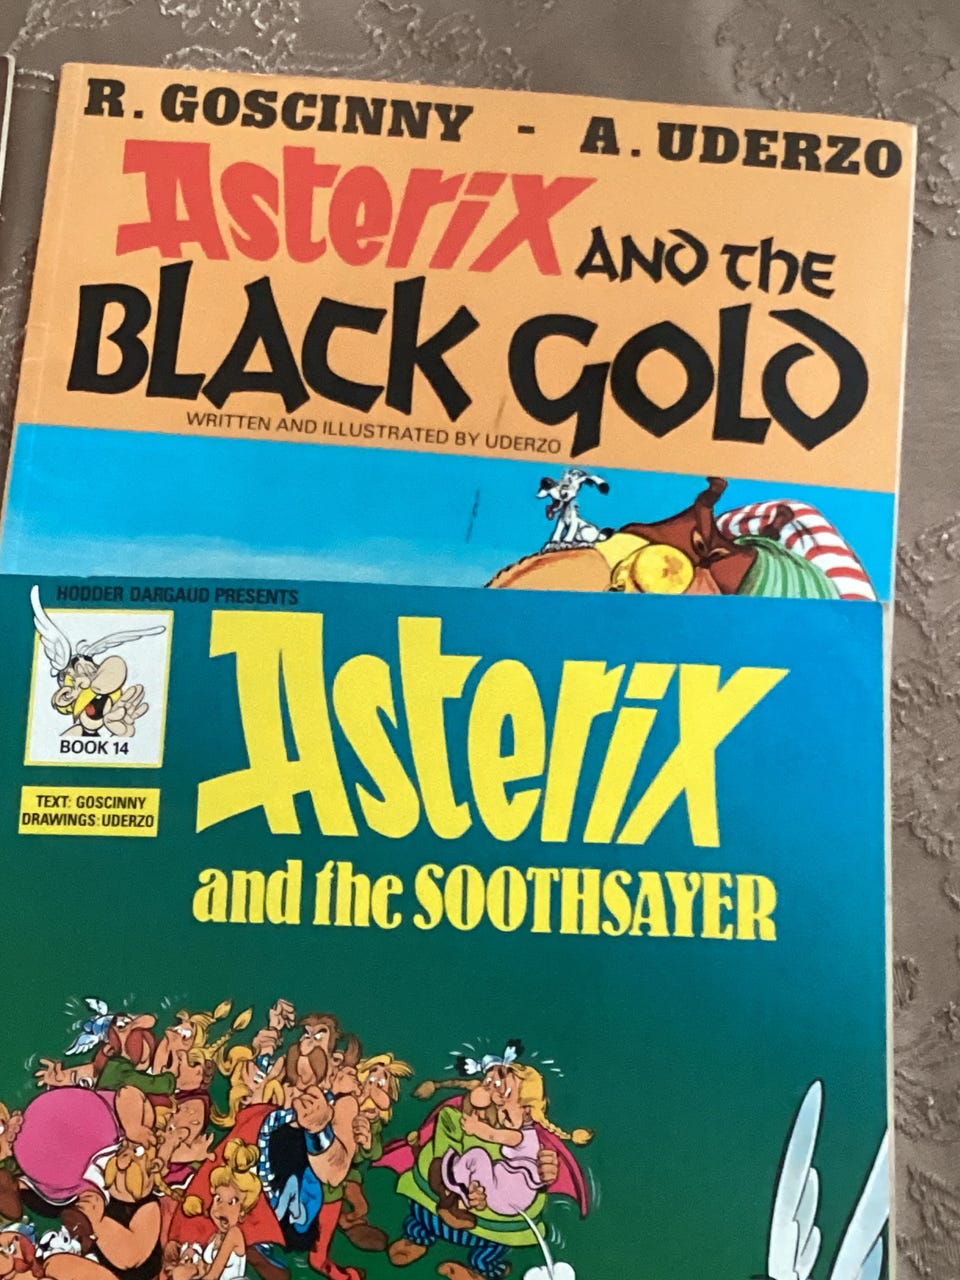 R. GOSCINNY - A. UDERZO
Asterix AND The
BLACK GOLD
WRITTEN AND ILLUSTRATED BY UDERZO
HODDER DARGAUD PRESENTS
Asterix
BOOK 14
TEXT: GOSCINNY
DRAWINGS: UDERZO
and the SOOTHSAYER